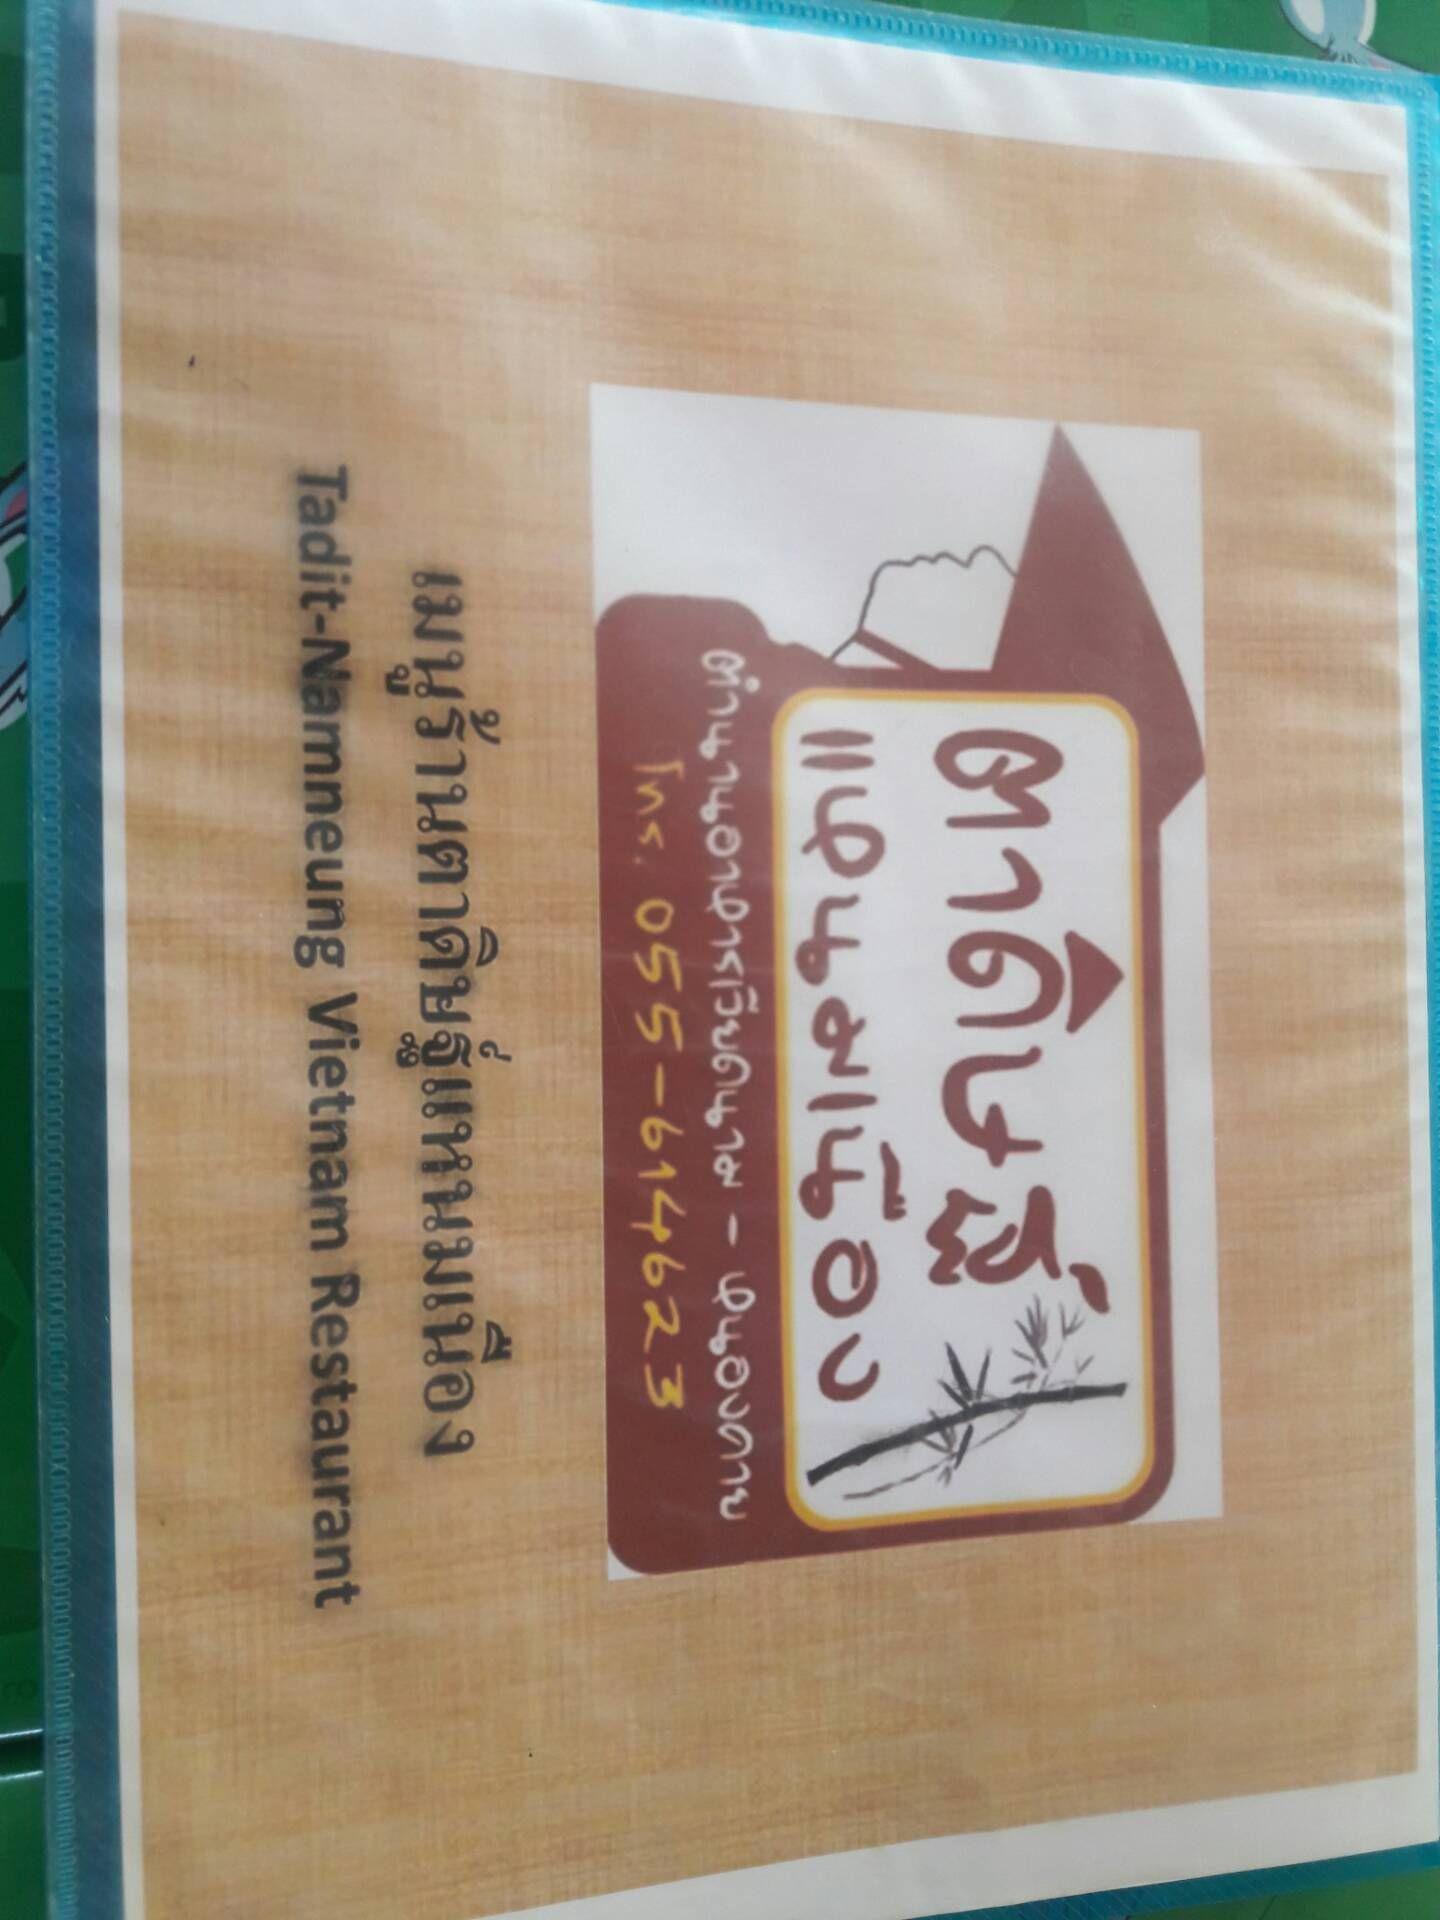 ตาดิษฐ์
แหนมเนือง
ตำนานอาหารเวียดนาม - หนองคาย
โทร. 055-614623
เมนูร้านตาดิษฐ์แหนมเนือง
Tadit-Namneung Vietnam Restaurant